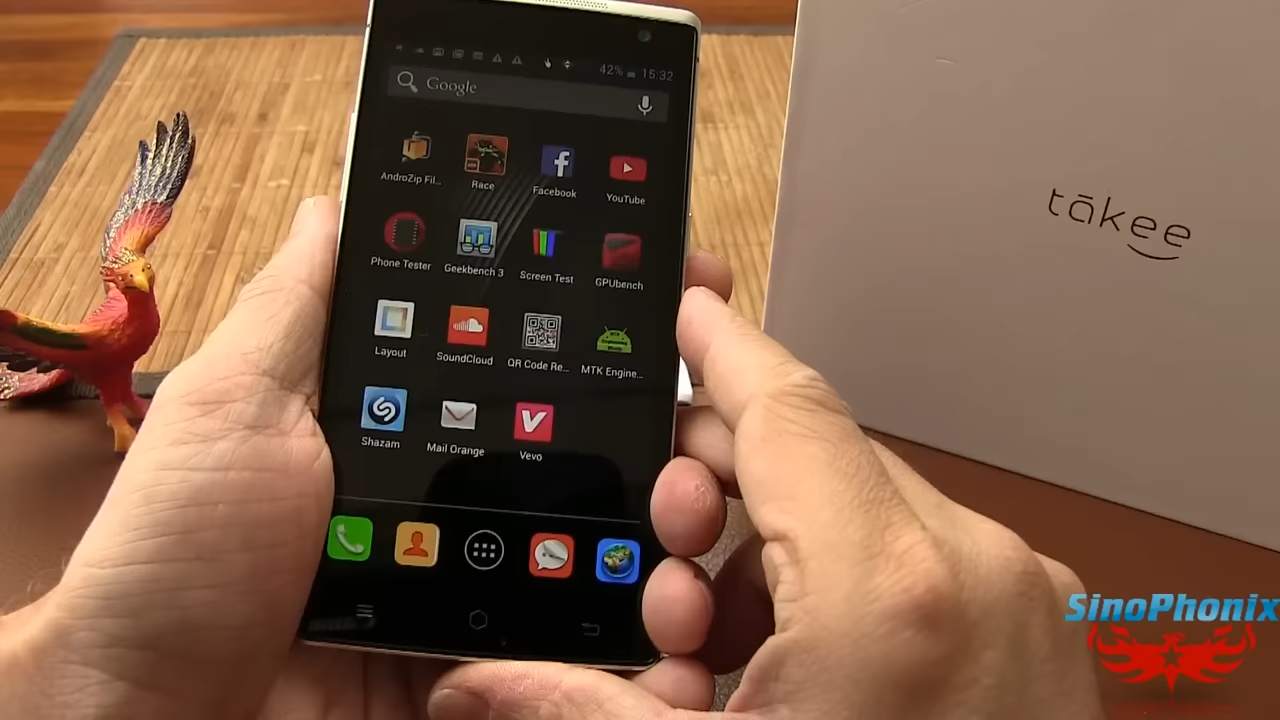 42% 15:32
Google
AndroZip Fil...
Race
Facebook
YouTube
Phone Tester
Geekbench 3
Screen Test
GPUbench
Layout
SoundCloud
QR Code Re...
MTK Engine...
Shazam
Mail Orange
Vevo
tākee
SinoPhonix